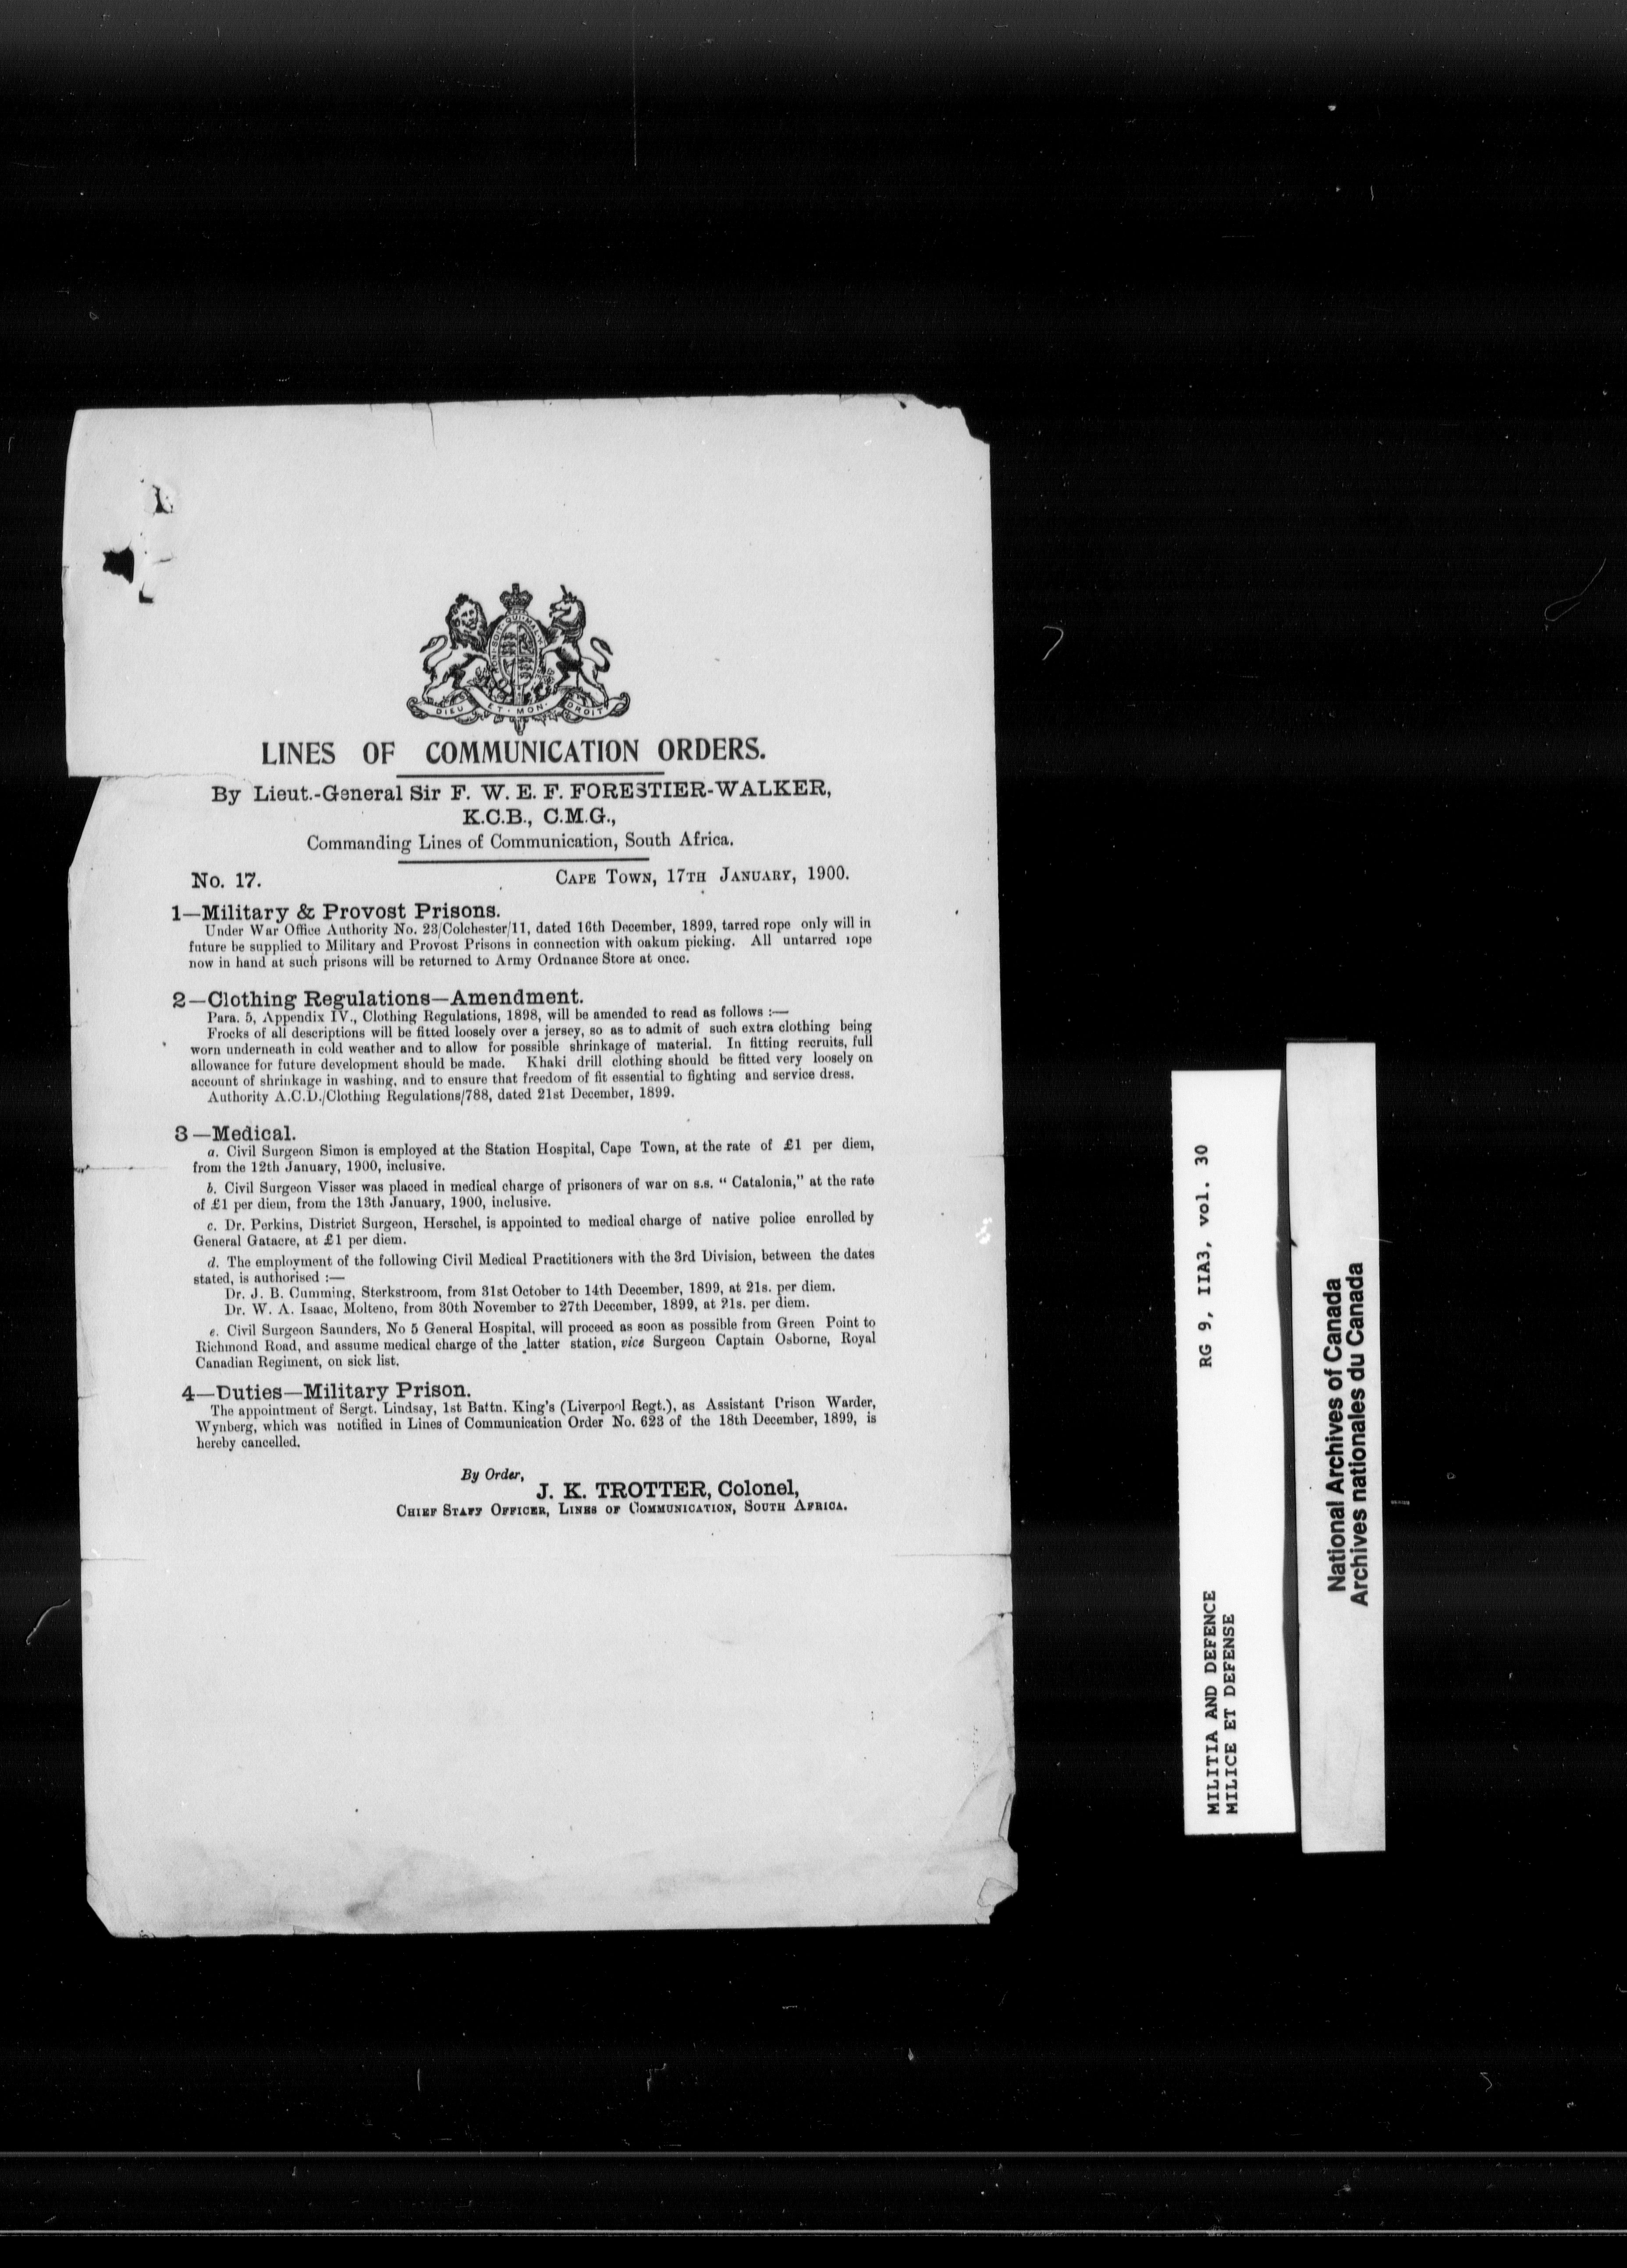 HONI · SOIT · QUI · MAL · Y
DIEU · ET · MON · DROIT
LINES OF COMMUNICATION ORDERS.
By Lieut.-General Sir F. W. E. F. FORESTIER-WALKER,
K.C.B., C.M.G.,
Commanding Lines of Communication, South Africa.
No. 17. CAPE TOWN, 17TH JANUARY, 1900.
1—Military & Provost Prisons.
Under War Office Authority No. 23/Colchester/11, dated 16th December, 1899, tarred rope only will in
future be supplied to Military and Provost Prisons in connection with oakum picking. All untarred rope
now in hand at such prisons will be returned to Army Ordnance Store at once.
2—Clothing Regulations—Amendment.
Para. 5, Appendix IV., Clothing Regulations, 1898, will be amended to read as follows :—
Frocks of all descriptions will be fitted loosely over a jersey, so as to admit of such extra clothing being
worn underneath in cold weather and to allow for possible shrinkage of material. In fitting recruits, full
allowance for future development should be made. Khaki drill clothing should be fitted very loosely on
account of shrinkage in washing, and to ensure that freedom of fit essential to fighting and service dress.
Authority A.C.D./Clothing Regulations/788, dated 21st December, 1899.
3—Medical.
a. Civil Surgeon Simon is employed at the Station Hospital, Cape Town, at the rate of £1 per diem,
from the 12th January, 1900, inclusive.
b. Civil Surgeon Visser was placed in medical charge of prisoners of war on s.s. “ Catalonia,” at the rate
of £1 per diem, from the 13th January, 1900, inclusive.
c. Dr. Perkins, District Surgeon, Herschel, is appointed to medical charge of native police enrolled by
General Gatacre, at £1 per diem.
d. The employment of the following Civil Medical Practitioners with the 3rd Division, between the dates
stated, is authorised :—
Dr. J. B. Cumming, Sterkstroom, from 31st October to 14th December, 1899, at 21s. per diem.
Dr. W. A. Isaac, Molteno, from 30th November to 27th December, 1899, at 21s. per diem.
e. Civil Surgeon Saunders, No 5 General Hospital, will proceed as soon as possible from Green Point to
Richmond Road, and assume medical charge of the latter station, vice Surgeon Captain Osborne, Royal
Canadian Regiment, on sick list.
4—Duties—Military Prison.
The appointment of Sergt. Lindsay, 1st Battn. King's (Liverpool Regt.), as Assistant Prison Warder,
Wynberg, which was notified in Lines of Communication Order No. 623 of the 18th December, 1899, is
hereby cancelled.
By Order,
J. K. TROTTER, Colonel,
CHIEF STAFF OFFICER, LINES OF COMMUNICATION, SOUTH AFRICA.
MILITIA AND DEFENCE RG 9, IIA3, vol. 30
MILICE ET DEFENSE
National Archives of Canada
Archives nationales du Canada